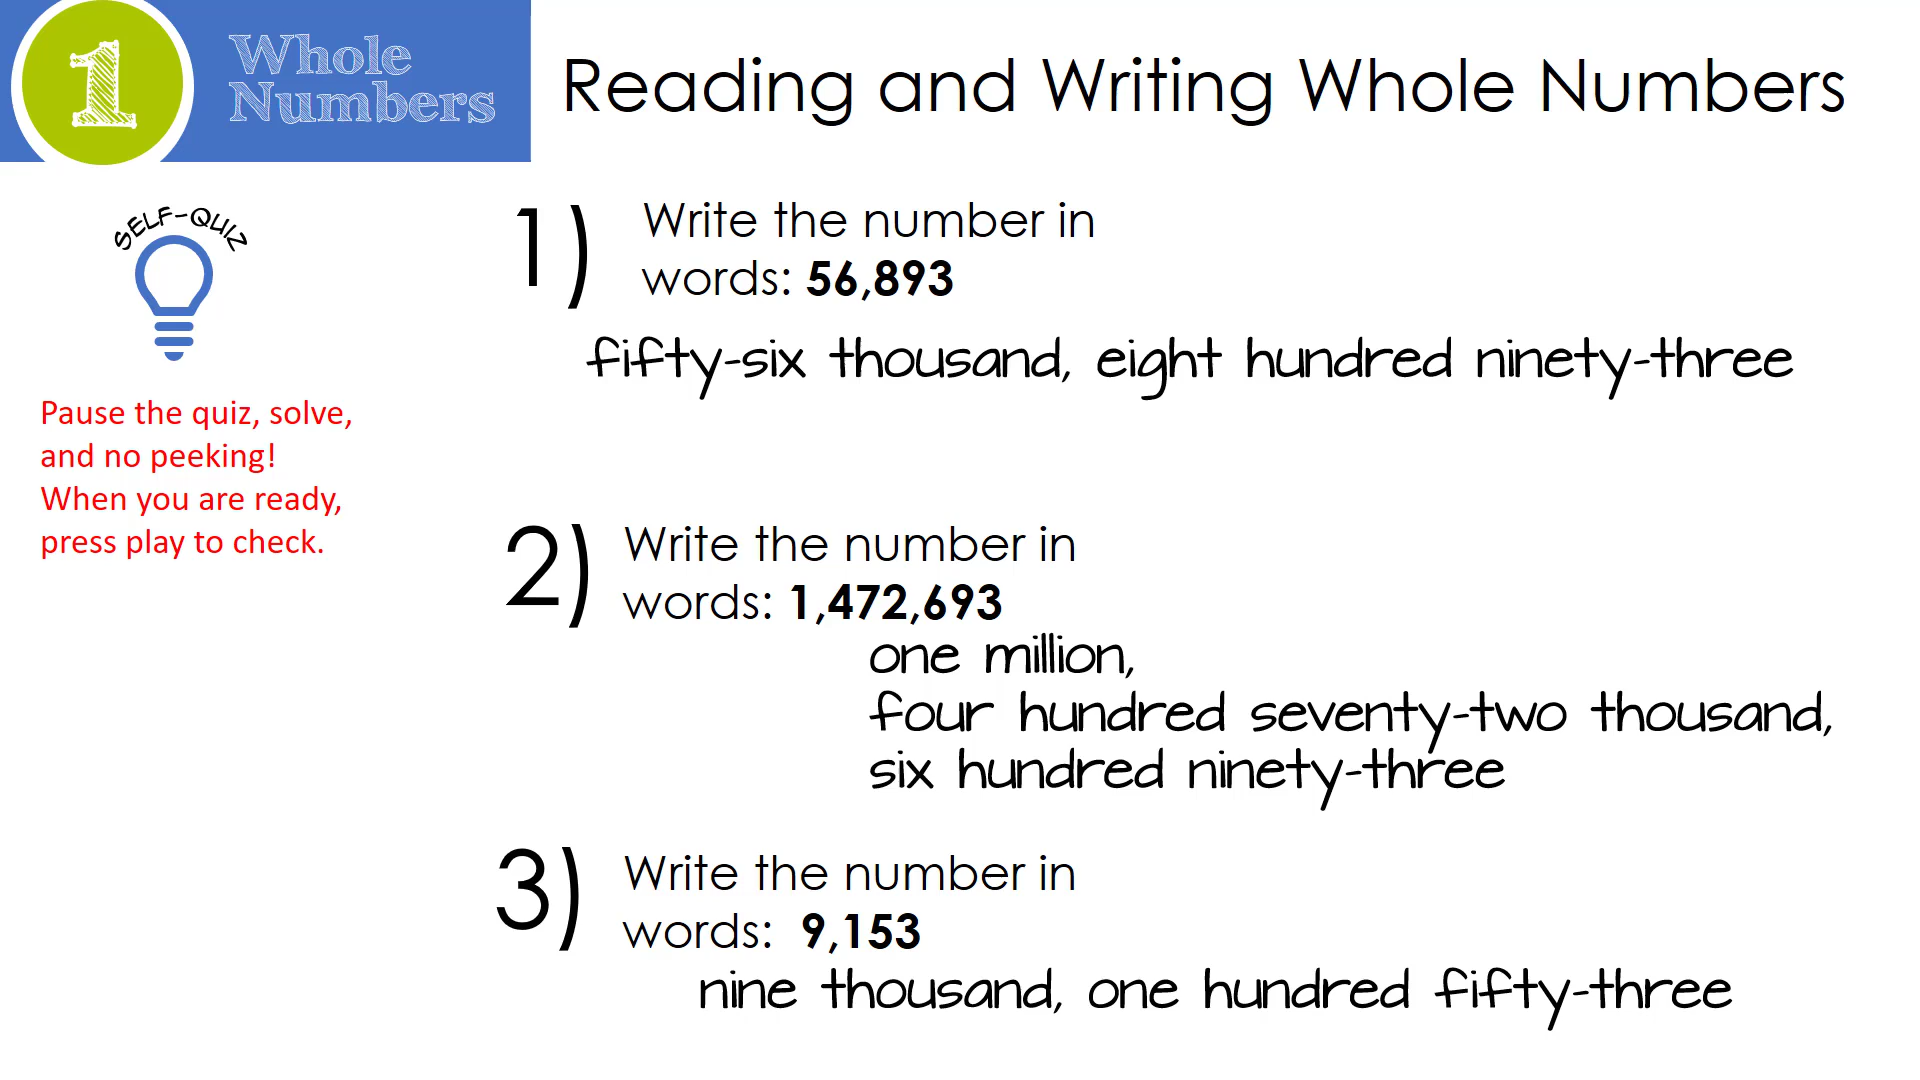 1
Whole
Numbers
Reading and Writing Whole Numbers
SELF-QUIZ
Pause the quiz, solve,
and no peeking!
When you are ready,
press play to check.
1)
Write the number in
words: 56,893
fifty-six thousand, eight hundred ninety-three
2)
Write the number in
words: 1,472,693
one million,
four hundred seventy-two thousand,
six hundred ninety-three
3)
Write the number in
words: 9,153
nine thousand, one hundred fifty-three